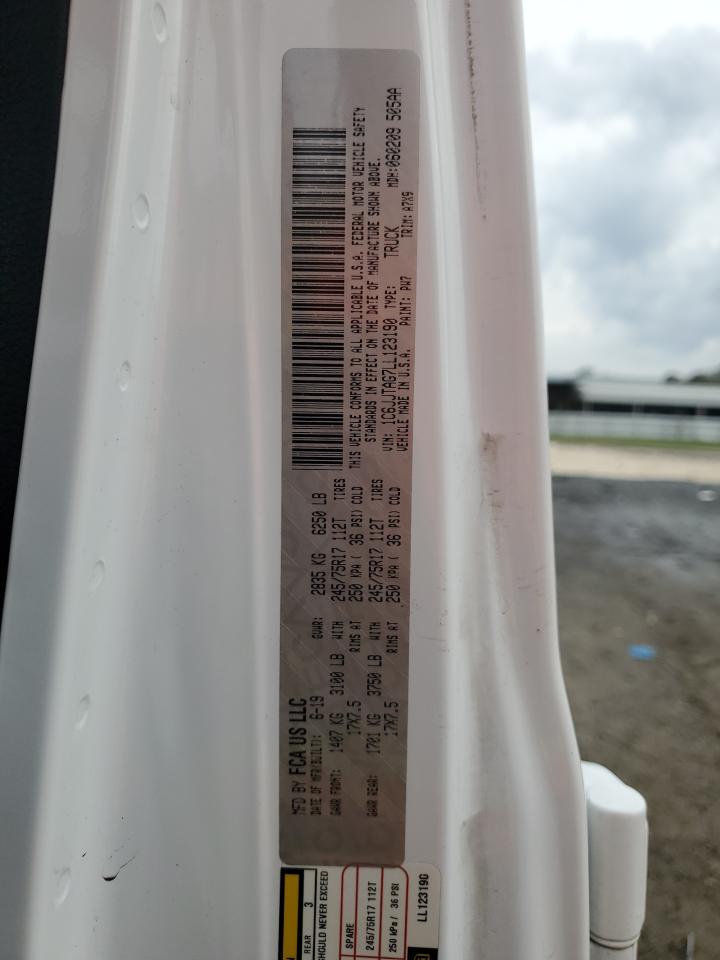 MFD BY FCA US LLC
DATE OF MFR(BUILT): 6-19 GVWR: 2835 KG 6250 LB
GAWR FRONT: 1407 KG 3100 LB WITH 245/75R17 112T TIRES
17X7.5 RIMS AT 250 KPA ( 36 PSI) COLD
GAWR REAR: 1701 KG 3750 LB WITH 245/75R17 112T TIRES
17X7.5 RIMS AT 250 KPA ( 36 PSI) COLD
THIS VEHICLE CONFORMS TO ALL APPLICABLE U.S.A. FEDERAL MOTOR VEHICLE SAFETY
STANDARDS IN EFFECT ON THE DATE OF MANUFACTURE SHOWN ABOVE.
VIN: 1C6JJTAG7LL123190 TYPE: TRUCK MDH:060209 505AA
VEHICLE MADE IN U.S.A. PAINT: PW7 TRIM: A7X9
REAR 3
SHOULD NEVER EXCEED
SPARE
245/75R17 112T
250 kPa / 36 PSI
LL123190